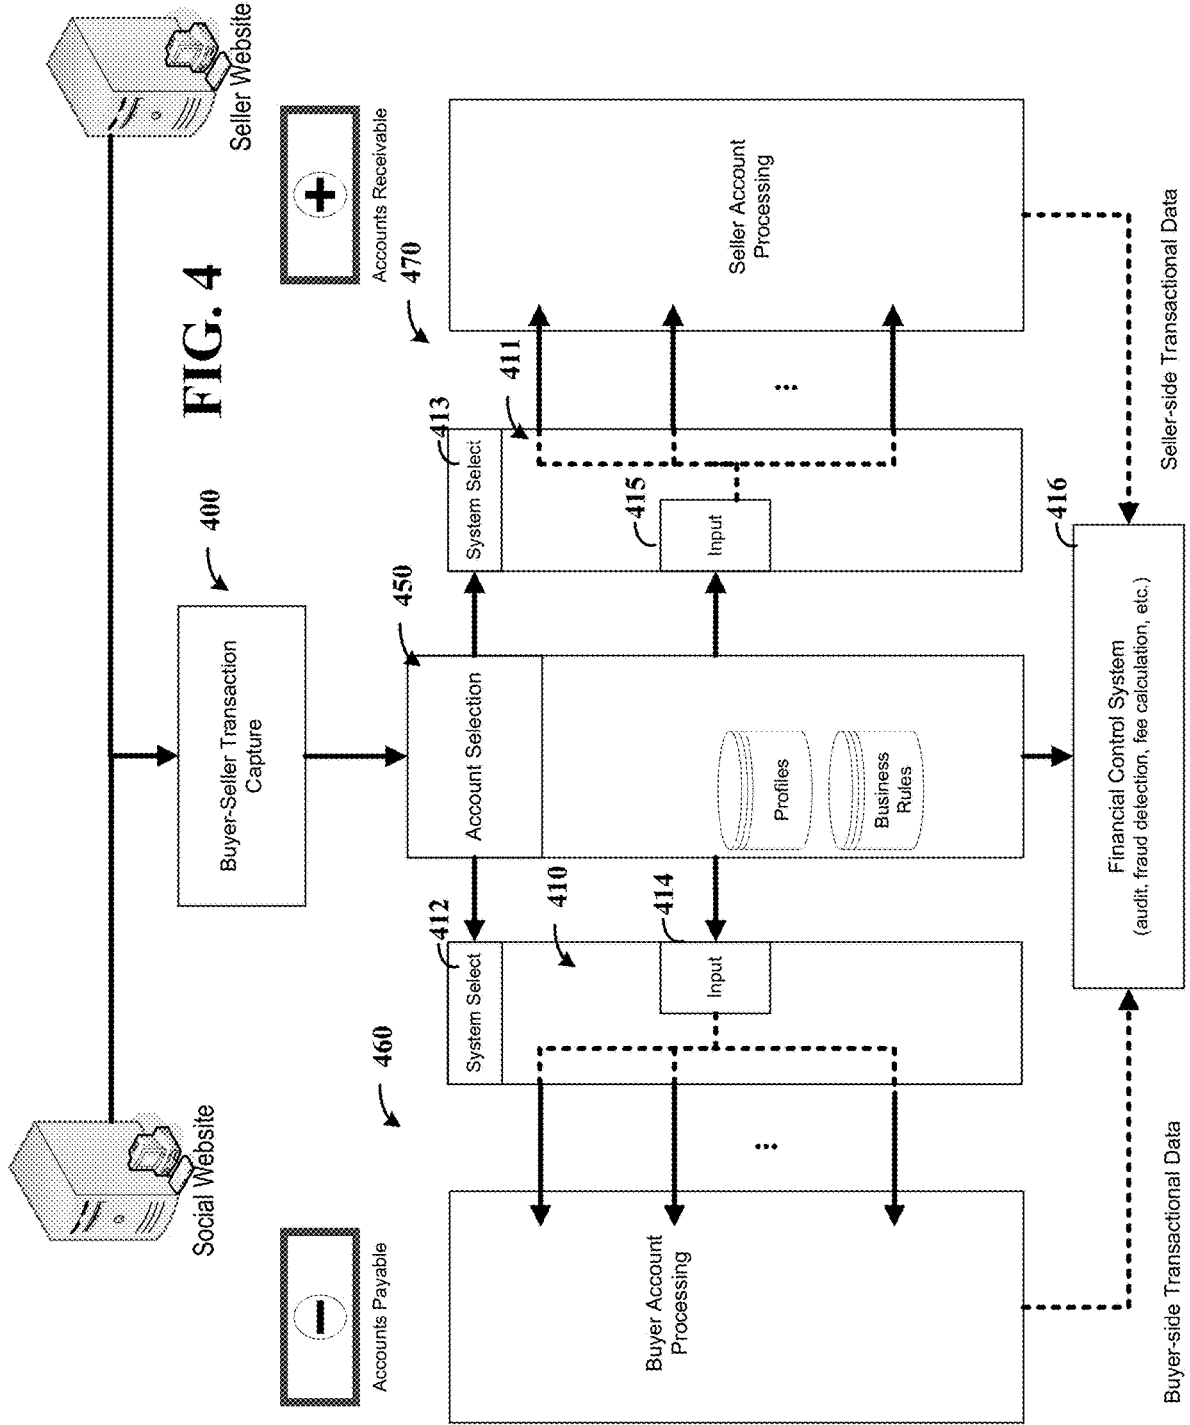 Social Website
Seller Website
FIG. 4
Buyer-Seller Transaction
Capture
400
Accounts Payable
Accounts Receivable
460
450
470
Account Selection
412
System Select
413
System Select
410
411
414
Input
415
Input
Buyer Account
Processing
Seller Account
Processing
...
...
Profiles
Business
Rules
416
Financial Control System
(audit, fraud detection, fee calculation, etc.)
Buyer-side Transactional Data
Seller-side Transactional Data